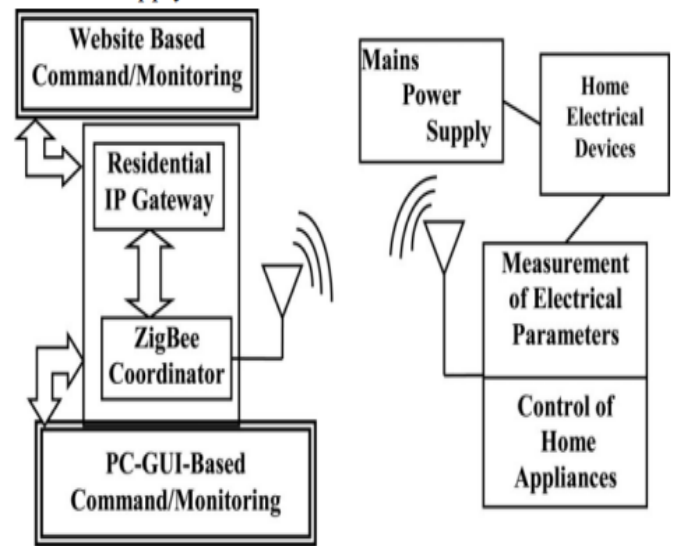 Website Based
Command/Monitoring
Residential
IP Gateway
ZigBee
Coordinator
PC-GUI-Based
Command/Monitoring
Mains
Power
Supply
Home
Electrical
Devices
Measurement
of Electrical
Parameters
Control of
Home
Appliances